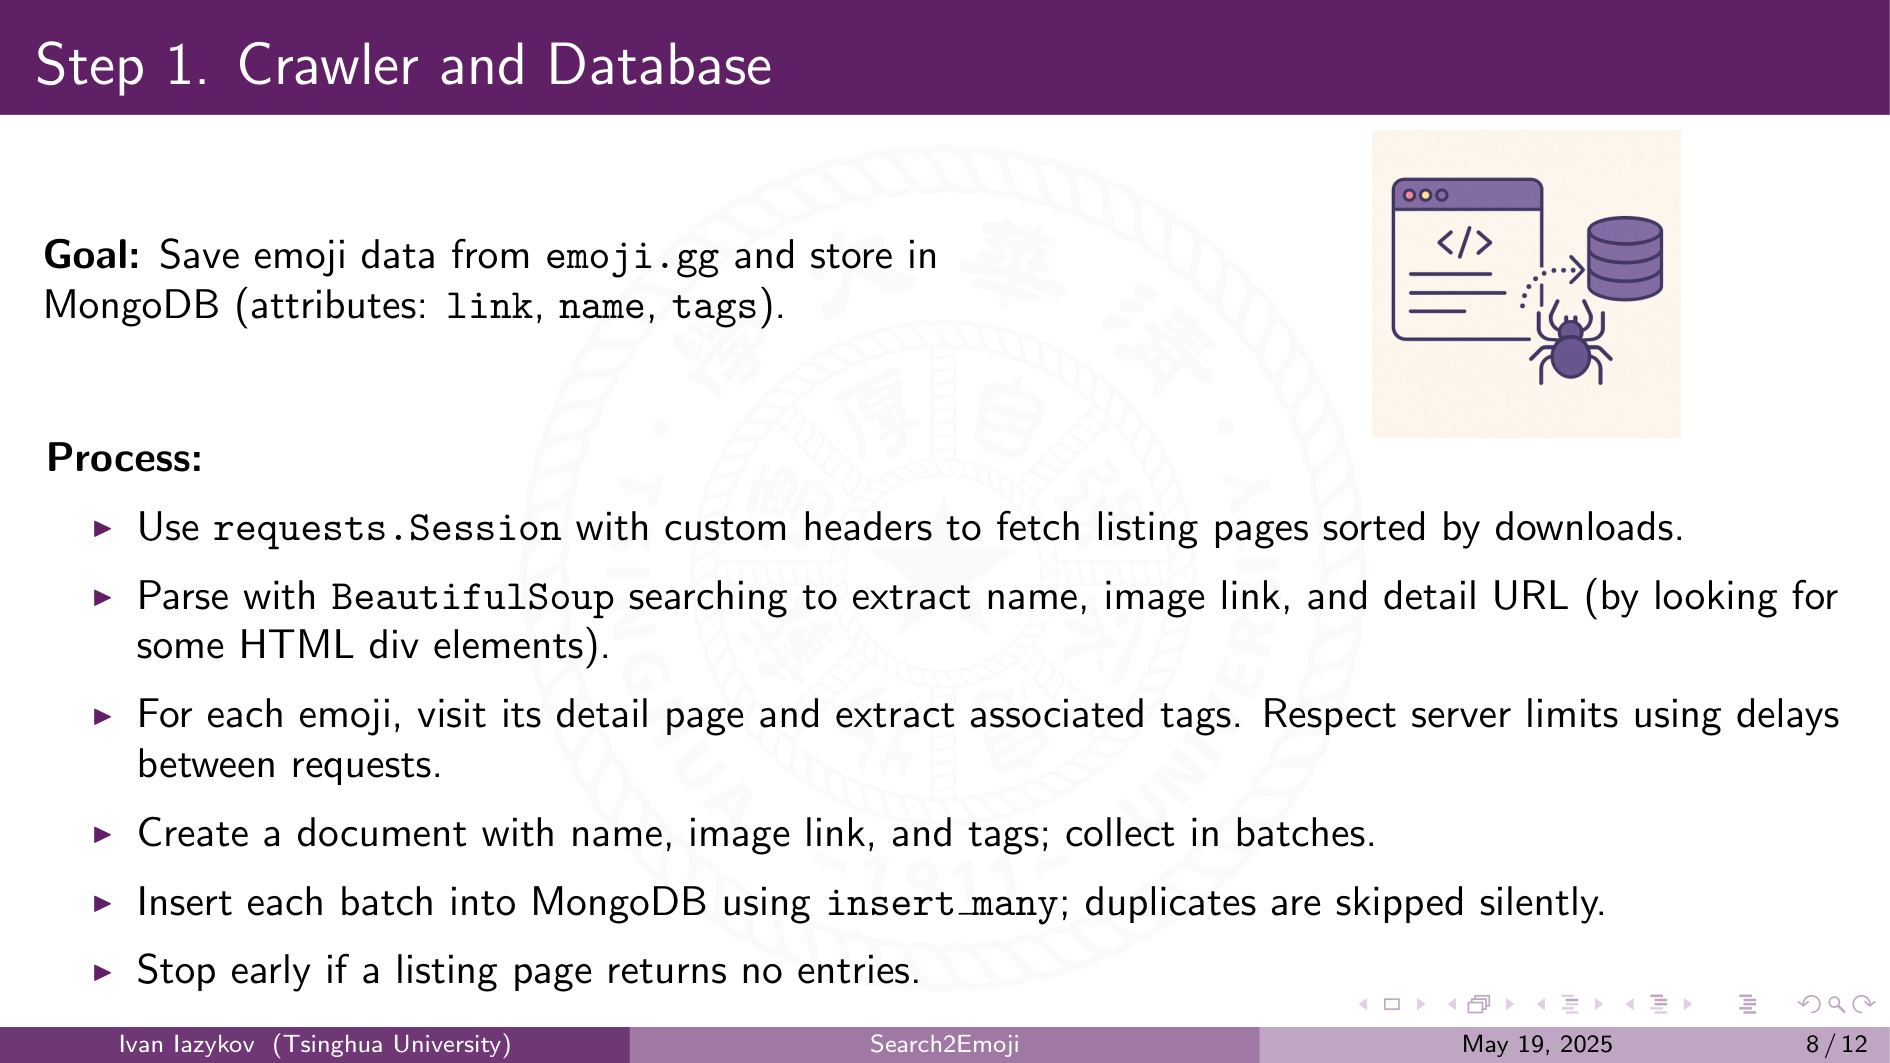 Step 1. Crawler and Database
</>
Goal: Save emoji data from emoji.gg and store in
MongoDB (attributes: link, name, tags).
Process:
Use requests.Session with custom headers to fetch listing pages sorted by downloads.
Parse with BeautifulSoup searching to extract name, image link, and detail URL (by looking for
some HTML div elements).
For each emoji, visit its detail page and extract associated tags. Respect server limits using delays
between requests.
Create a document with name, image link, and tags; collect in batches.
Insert each batch into MongoDB using insert_many; duplicates are skipped silently.
Stop early if a listing page returns no entries.
TSINGHUA UNIVERSITY
–1911–
Ivan Iazykov (Tsinghua University)
Search2Emoji
May 19, 2025
8 / 12